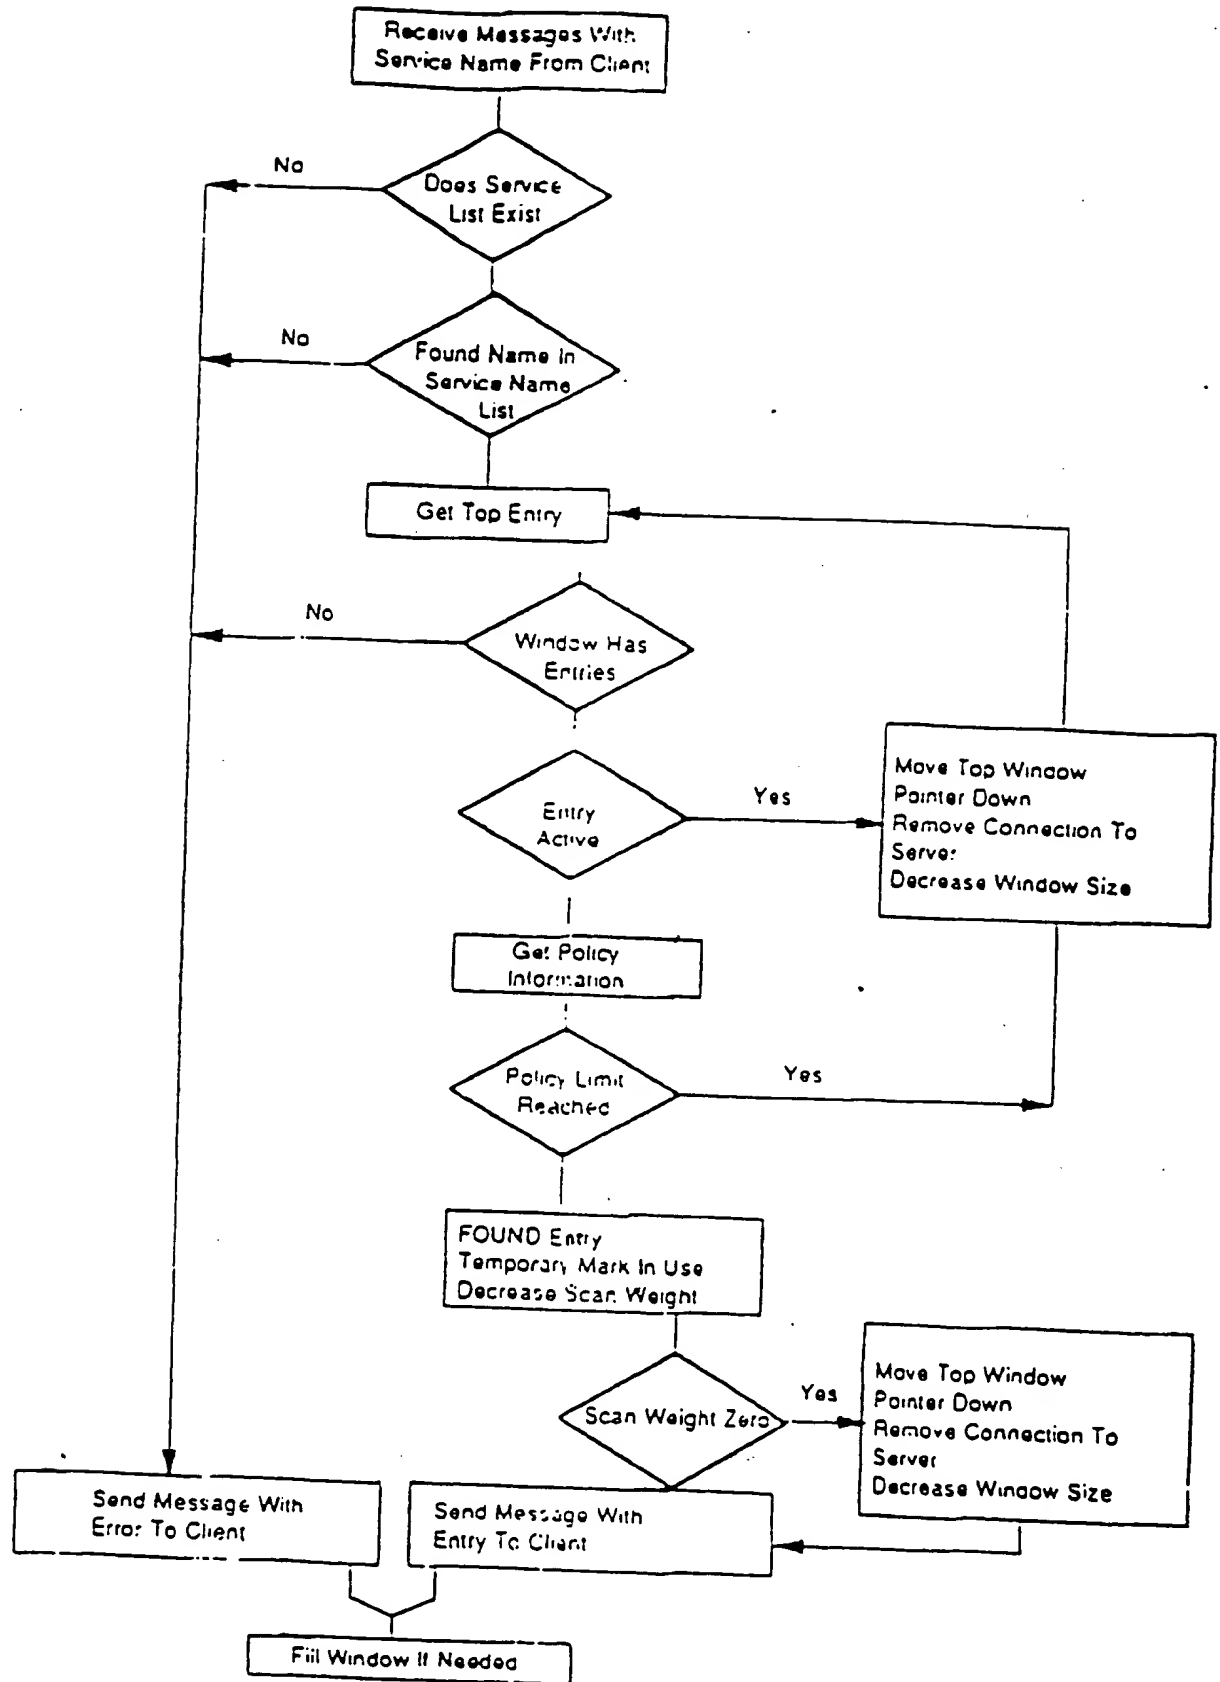 Receive Messages With
Service Name From Client
No
Does Service
List Exist
No
Found Name In
Service Name
List
Get Top Entry
No
Window Has
Entries
Entry
Active
Yes
Move Top Window
Pointer Down
Remove Connection To
Server
Decrease Window Size
Get Policy
Information
Policy Limit
Reached
Yes
FOUND Entry
Temporary Mark In Use
Decrease Scan Weight
Scan Weight Zero
Yes
Move Top Window
Pointer Down
Remove Connection To
Server
Decrease Window Size
Send Message With
Error To Client
Send Message With
Entry To Client
Fill Window If Needed